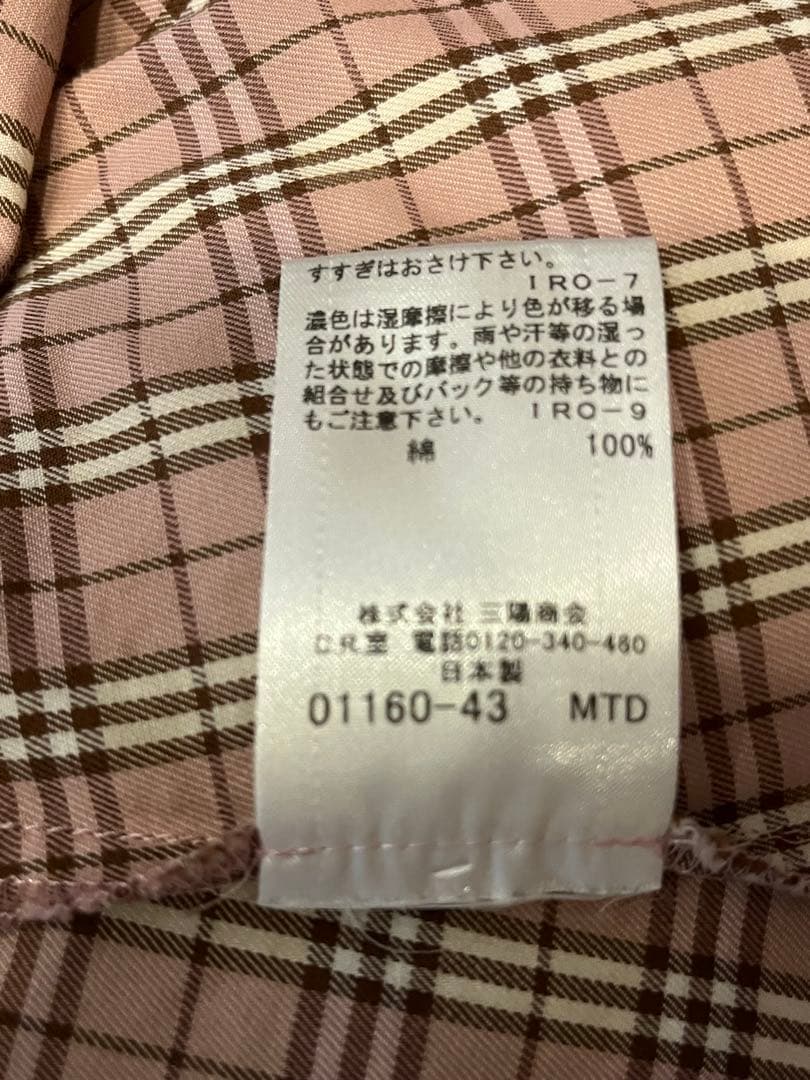 すすぎはおさけ下さい。
IRO-7
濃色は湿摩擦により色が移る場
合があります。雨や汗等の湿っ
た状態での摩擦や他の衣料との
組合せ及びバック等の持ち物に
もご注意下さい。 IRO-9
綿 100%
株式会社 三陽商会
C.R室 電話0120-340-460
日本製
01160-43 MTD